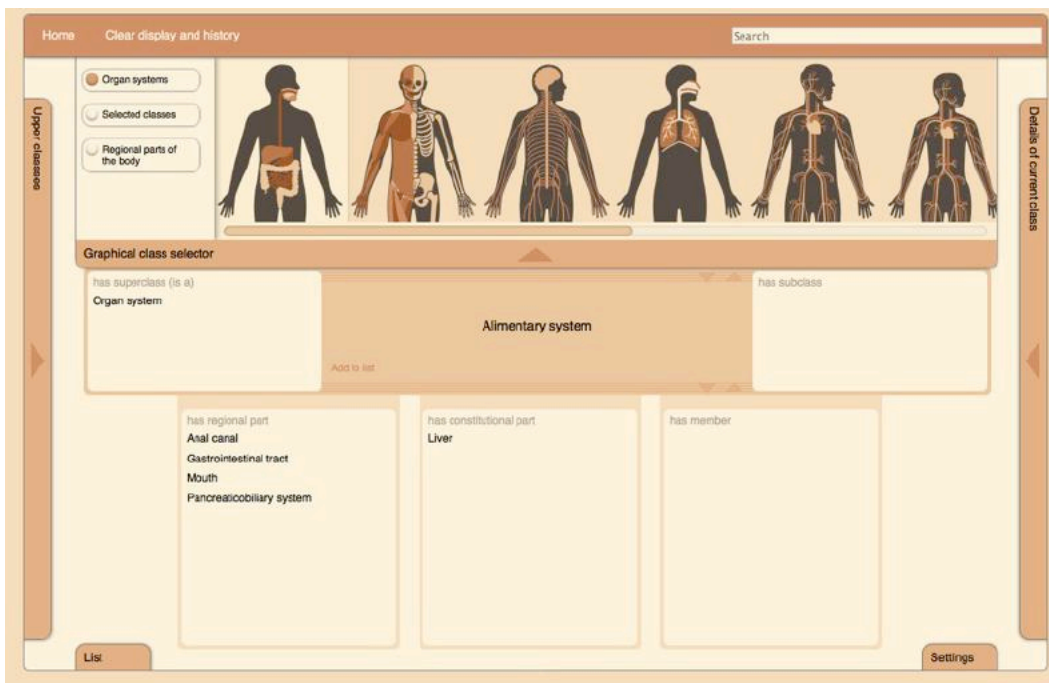 Home
Clear display and history
Search
Organ systems
Selected classes
Regional parts of
the body
Upper classes
Details of current class
Graphical class selector
has superclass (is a)
Organ system
Alimentary system
Add to list
has subclass
has regional part
Anal canal
Gastrointestinal tract
Mouth
Pancreaticobiliary system
has constitutional part
Liver
has member
List
Settings